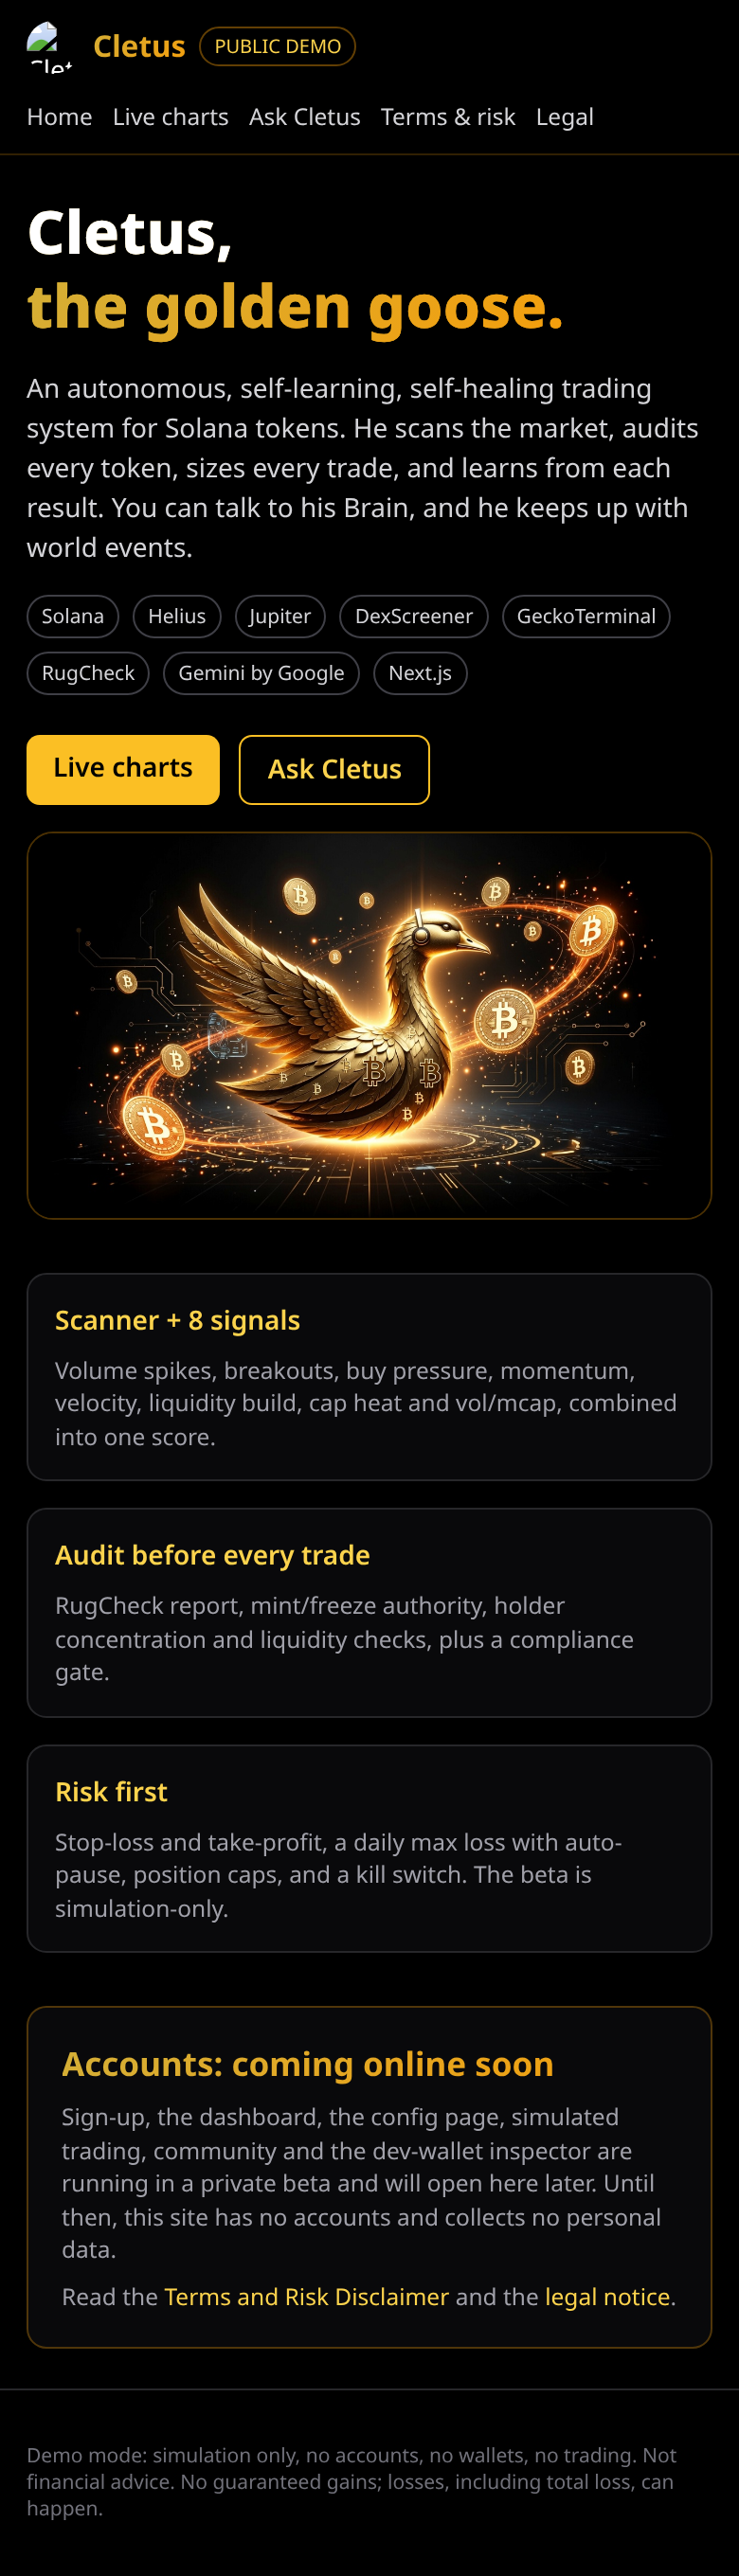 Clet
Cletus
PUBLIC DEMO
Home Live charts Ask Cletus Terms & risk Legal
Cletus,
the golden goose.
An autonomous, self-learning, self-healing trading
system for Solana tokens. He scans the market, audits
every token, sizes every trade, and learns from each
result. You can talk to his Brain, and he keeps up with
world events.
Solana Helius Jupiter DexScreener GeckoTerminal
RugCheck Gemini by Google Next.js
Live charts Ask Cletus
Scanner + 8 signals
Volume spikes, breakouts, buy pressure, momentum,
velocity, liquidity build, cap heat and vol/mcap, combined
into one score.
Audit before every trade
RugCheck report, mint/freeze authority, holder
concentration and liquidity checks, plus a compliance
gate.
Risk first
Stop-loss and take-profit, a daily max loss with auto-
pause, position caps, and a kill switch. The beta is
simulation-only.
Accounts: coming online soon
Sign-up, the dashboard, the config page, simulated
trading, community and the dev-wallet inspector are
running in a private beta and will open here later. Until
then, this site has no accounts and collects no personal
data.
Read the Terms and Risk Disclaimer and the legal notice.
Demo mode: simulation only, no accounts, no wallets, no trading. Not
financial advice. No guaranteed gains; losses, including total loss, can
happen.